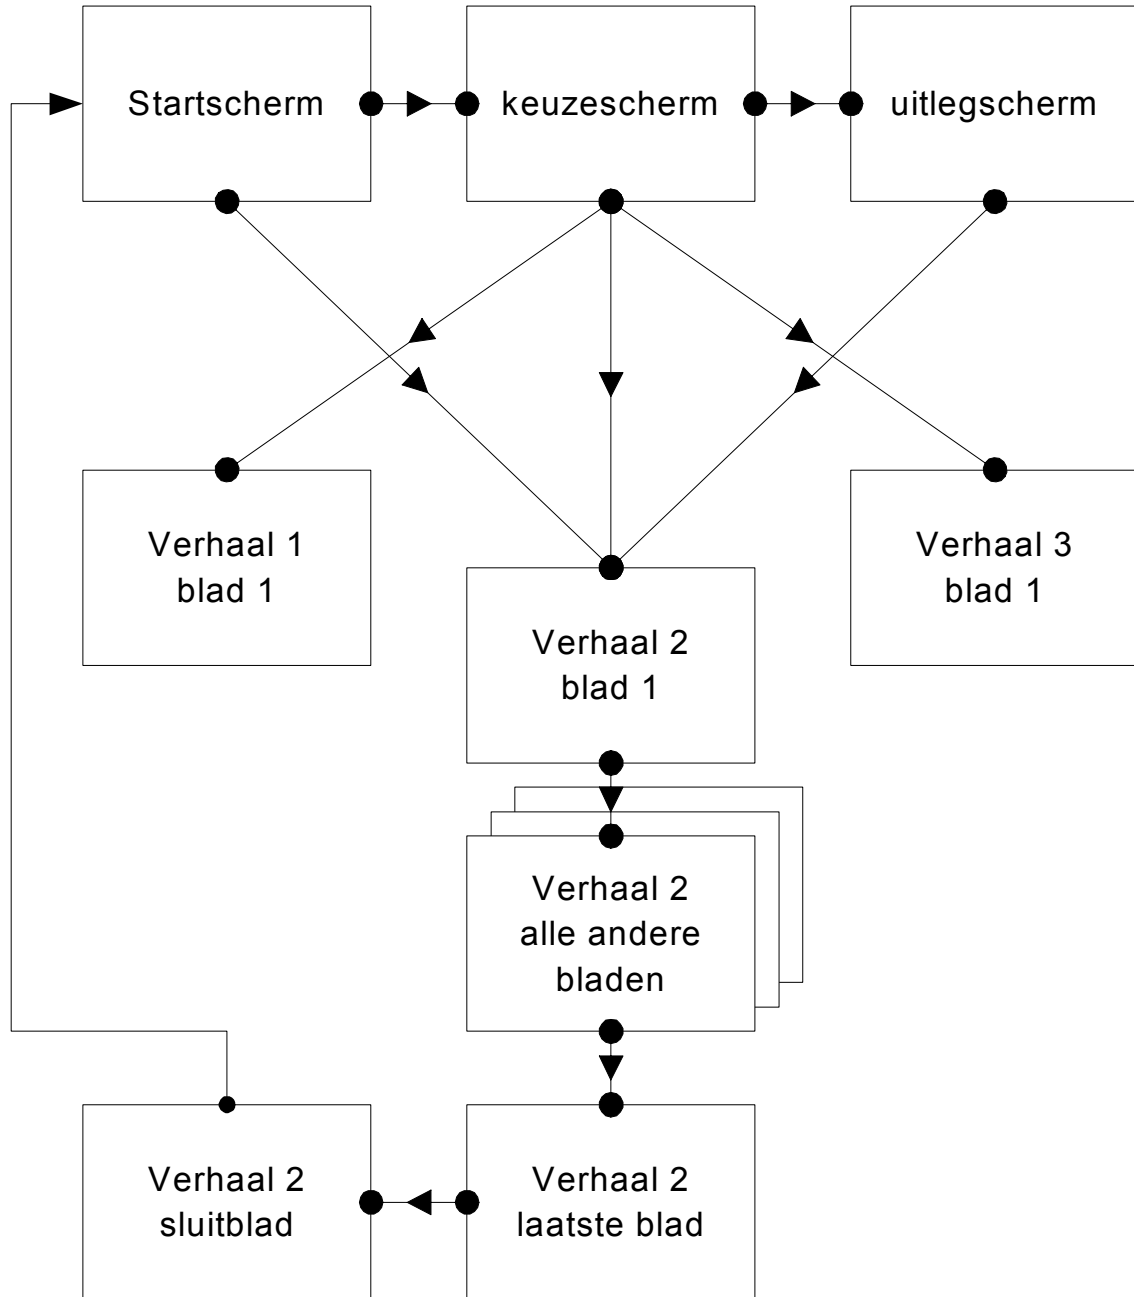 Startscherm
keuzescherm
uitlegscherm
Verhaal 1
blad 1
Verhaal 3
blad 1
Verhaal 2
blad 1
Verhaal 2
alle andere
bladen
Verhaal 2
sluitblad
Verhaal 2
laatste blad